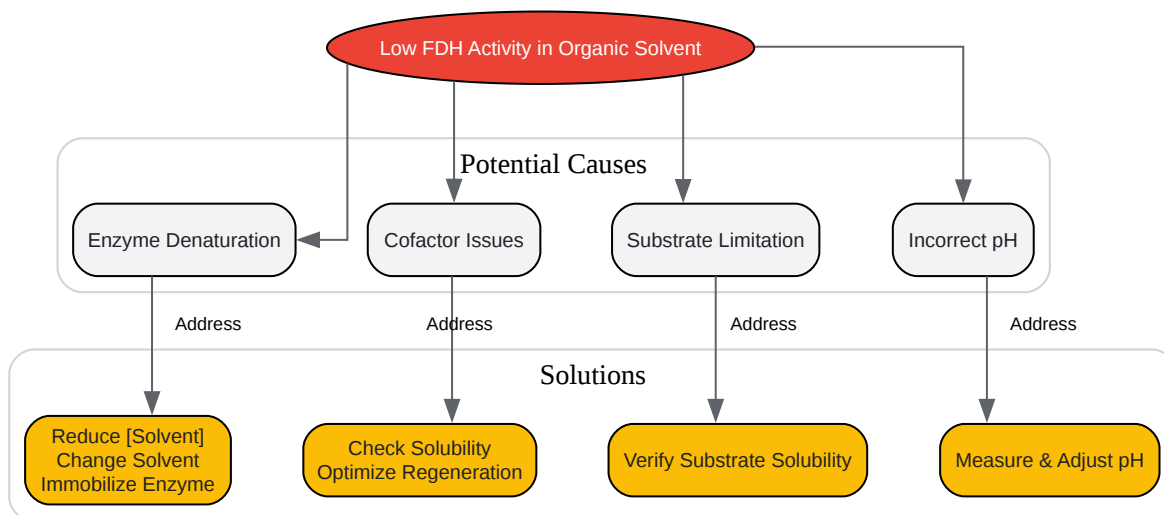 Low FDH Activity in Organic Solvent
Potential Causes
Enzyme Denaturation
Cofactor Issues
Substrate Limitation
Incorrect pH
Address
Address
Address
Address
Solutions
Reduce [Solvent]
Change Solvent
Immobilize Enzyme
Check Solubility
Optimize Regeneration
Verify Substrate Solubility
Measure & Adjust pH